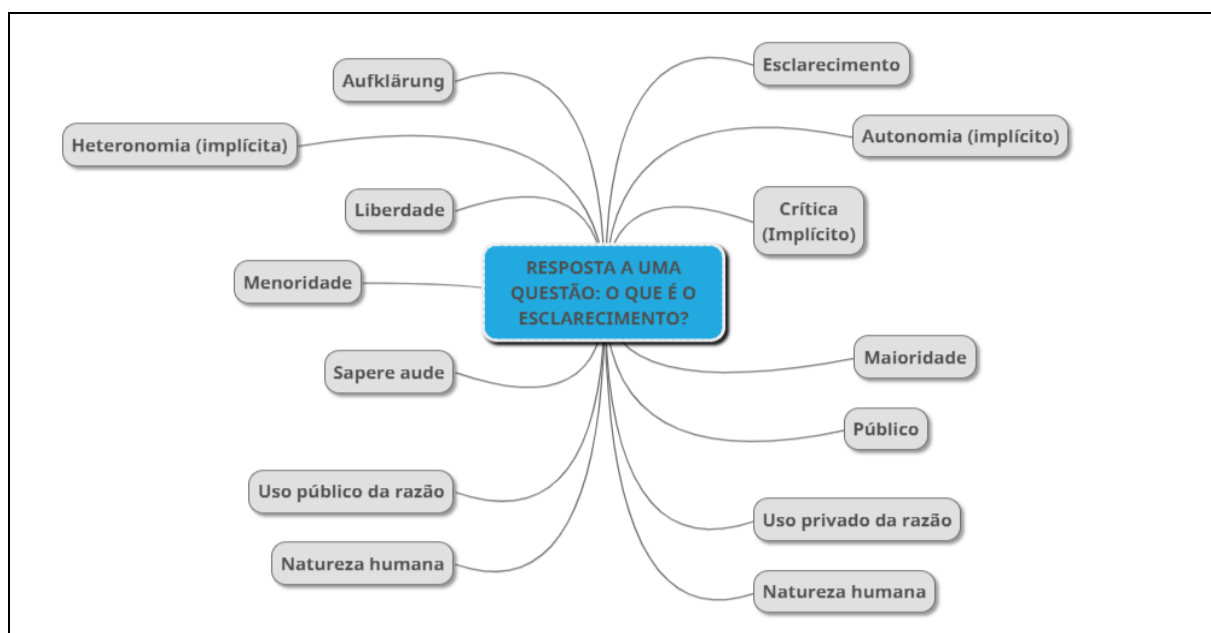 Aufklärung
Esclarecimento
Heteronomia (implícita)
Autonomia (implícito)
Liberdade
Crítica
(Implícito)
RESPOSTA A UMA
QUESTÃO: O QUE É O
ESCLARECIMENTO?
Menoridade
Sapere aude
Maioridade
Público
Uso público da razão
Uso privado da razão
Natureza humana
Natureza humana